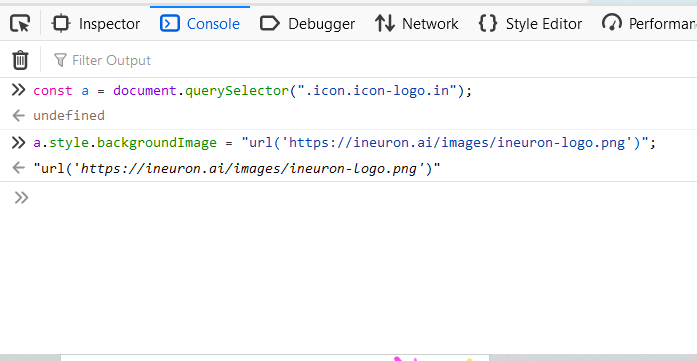 Inspector Console Debugger Network {} Style Editor Performan
Filter Output
>> const a = document.querySelector(".icon.icon-logo.in");
← undefined
>> a.style.backgroundImage = "url('https://ineuron.ai/images/ineuron-logo.png')";
← "url('https://ineuron.ai/images/ineuron-logo.png')"
>>